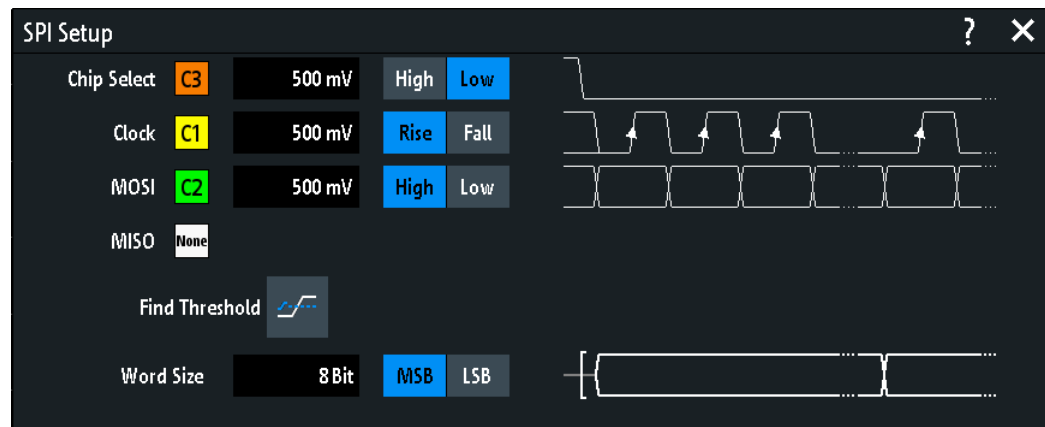 SPI Setup ? ×
Chip Select C3 500 mV High Low
Clock C1 500 mV Rise Fall
MOSI C2 500 mV High Low
MISO None
Find Threshold
Word Size 8 Bit MSB LSB